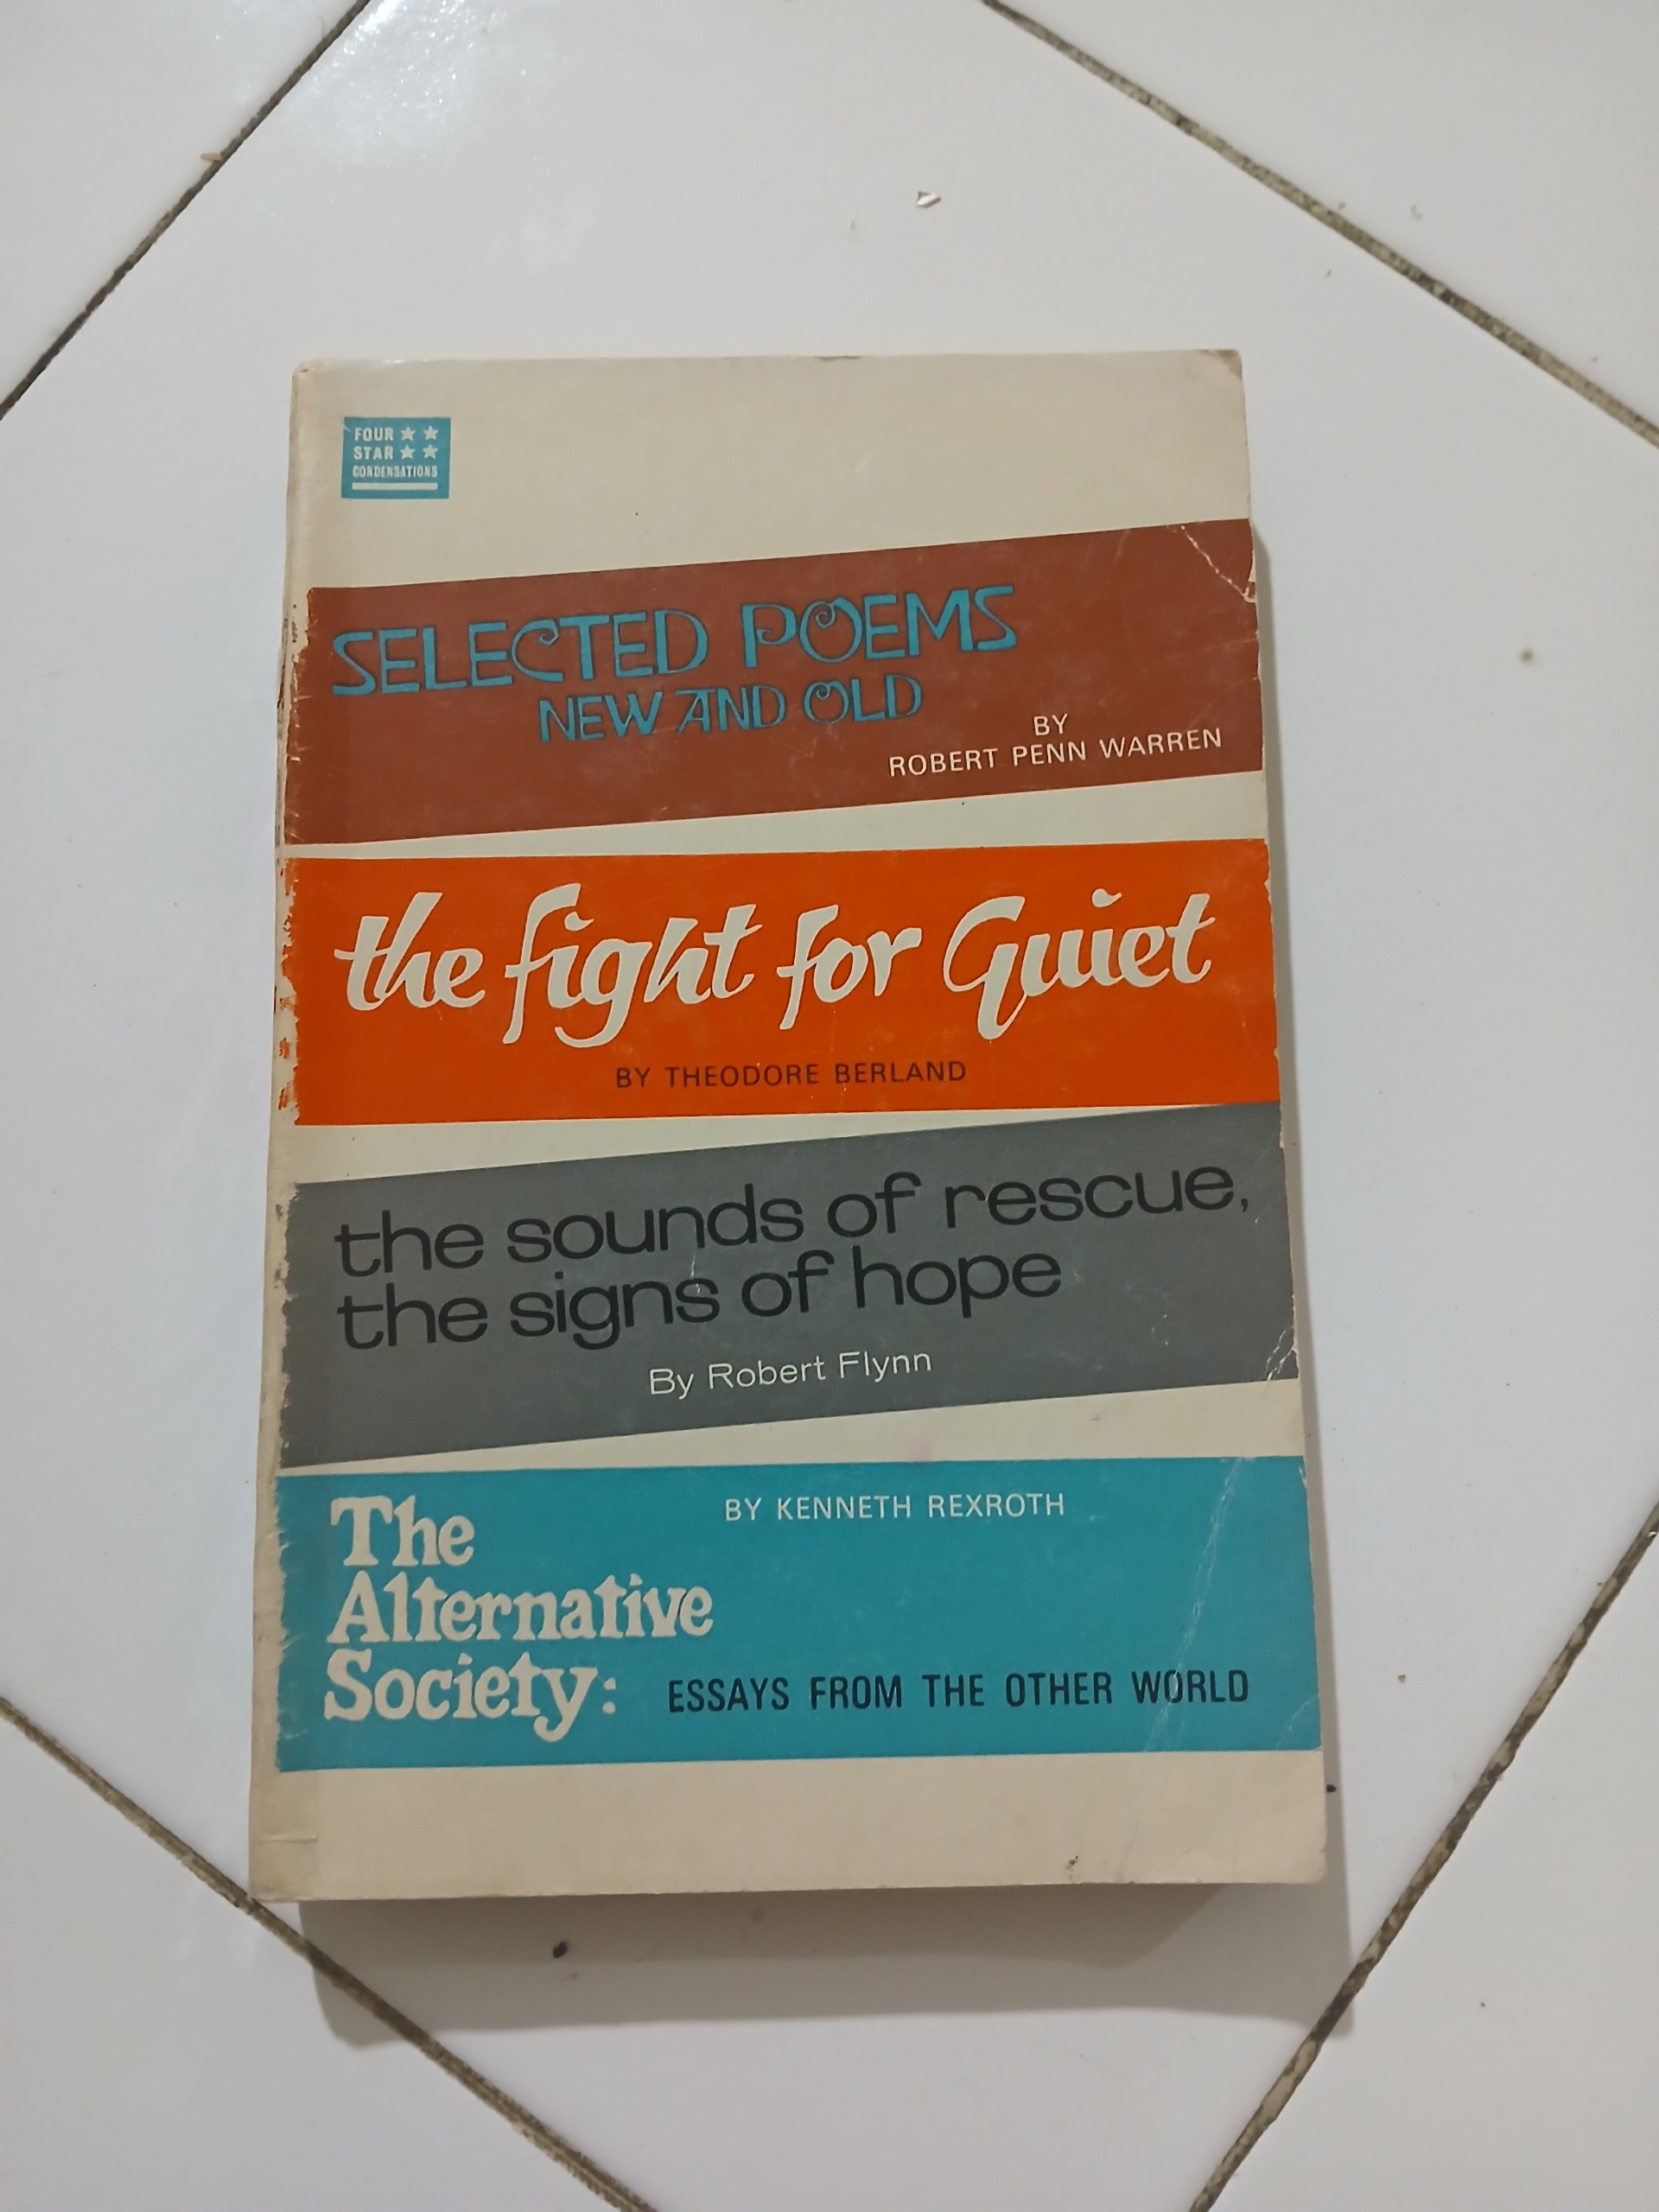 FOUR ★ ★
STAR ★ ★
CONDENSATIONS
SELECTED POEMS
NEW AND OLD
BY
ROBERT PENN WARREN
the fight for Quiet
BY THEODORE BERLAND
the sounds of rescue,
the signs of hope
By Robert Flynn
BY KENNETH REXROTH
The
Alternative
Society: ESSAYS FROM THE OTHER WORLD